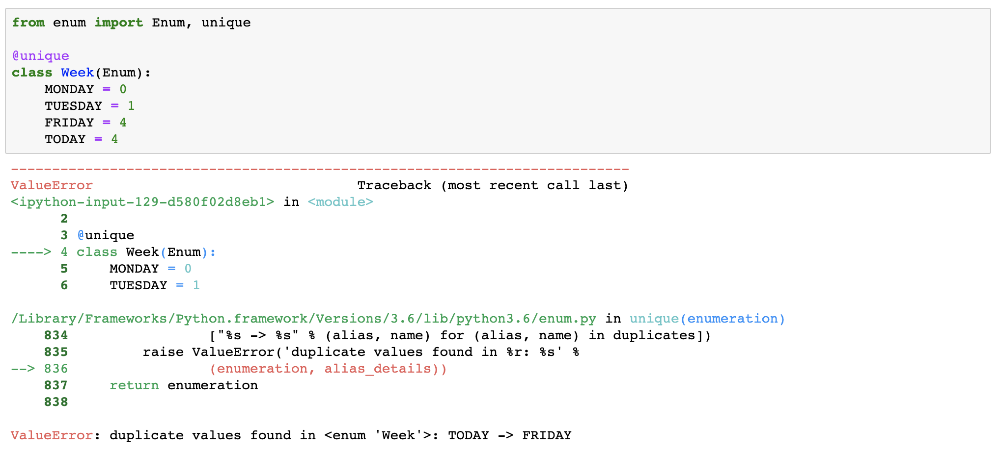 from enum import Enum, unique
@unique
class Week(Enum):
    MONDAY = 0
    TUESDAY = 1
    FRIDAY = 4
    TODAY = 4
---------------------------------------------------------------------------
ValueError                                Traceback (most recent call last)
<ipython-input-129-d580f02d8eb1> in <module>
      2
      3 @unique
----> 4 class Week(Enum):
      5     MONDAY = 0
      6     TUESDAY = 1
/Library/Frameworks/Python.framework/Versions/3.6/lib/python3.6/enum.py in unique(enumeration)
    834                 ["%s -> %s" % (alias, name) for (alias, name) in duplicates])
    835         raise ValueError('duplicate values found in %r: %s' %
--> 836                 (enumeration, alias_details))
    837     return enumeration
    838
ValueError: duplicate values found in <enum 'Week'>: TODAY -> FRIDAY